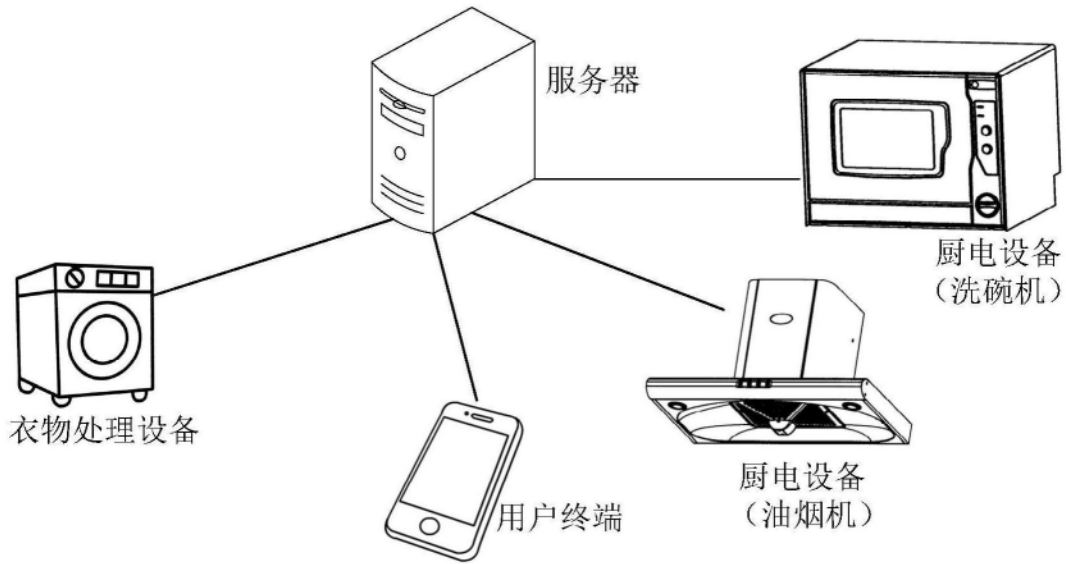 服务器
厨电设备
（洗碗机）
衣物处理设备
用户终端
厨电设备
（油烟机）